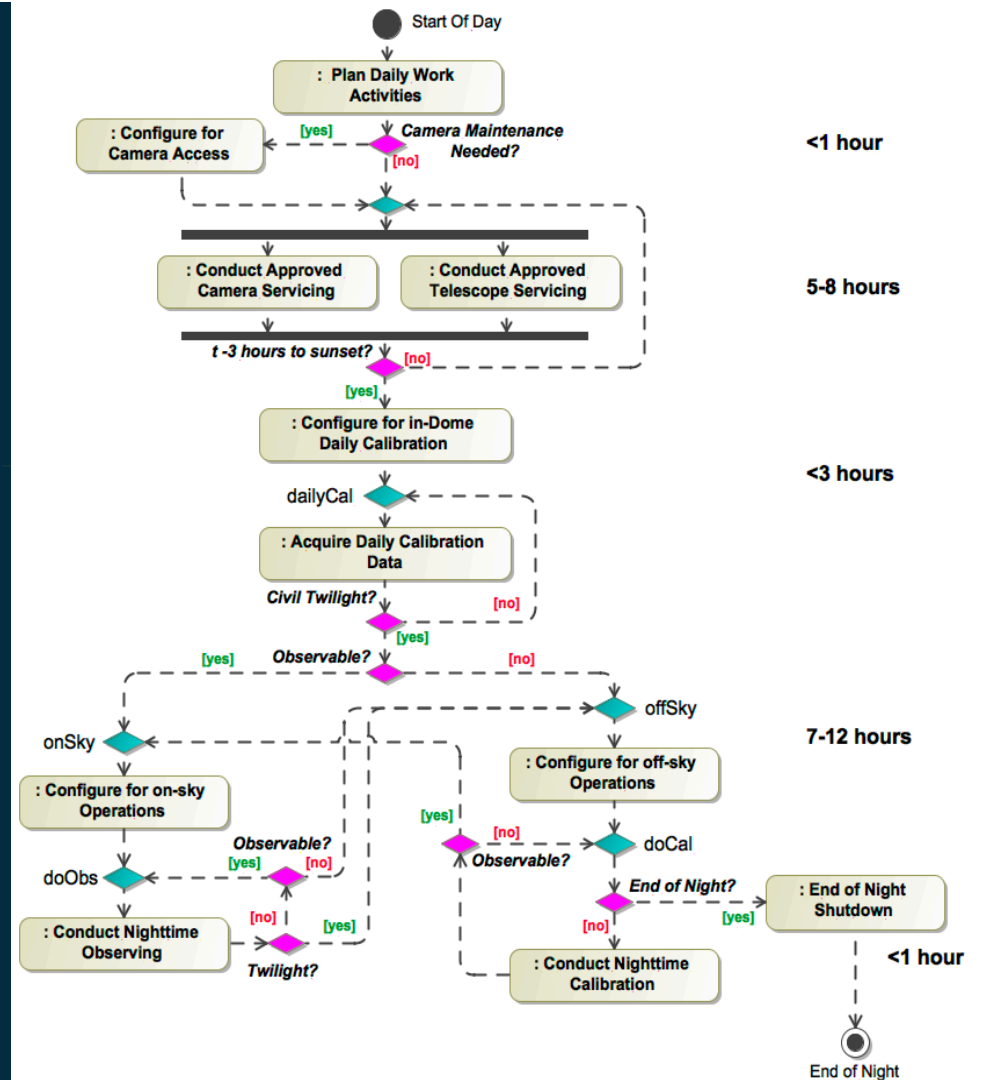 Start Of Day
: Plan Daily Work
Activities
: Configure for
Camera Access
[yes]
Camera Maintenance
Needed?
[no]
<1 hour
: Conduct Approved
Camera Servicing
: Conduct Approved
Telescope Servicing
5-8 hours
t -3 hours to sunset?
[no]
[yes]
: Configure for in-Dome
Daily Calibration
<3 hours
dailyCal
: Acquire Daily Calibration
Data
Civil Twilight?
[no]
[yes]
Observable?
[yes]
[no]
offSky
onSky
7-12 hours
: Configure for on-sky
Operations
: Configure for off-sky
Operations
[yes]
[no]
Observable?
doCal
Observable?
[yes]
[no]
doObs
End of Night?
[yes]
[no]
: End of Night
Shutdown
[no]
[yes]
: Conduct Nighttime
Observing
Twilight?
: Conduct Nighttime
Calibration
<1 hour
End of Night